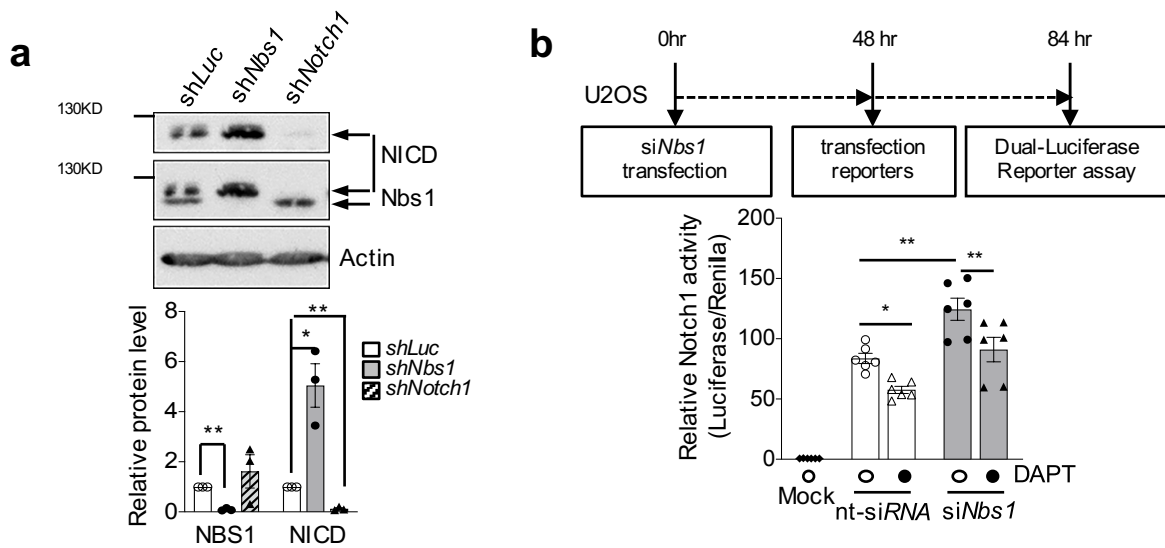 a
shLuc
shNbs1
shNotch1
130KD
NICD
130KD
Nbs1
Actin
Relative protein level
8
6
4
2
0
**
*
**
shLuc
shNbs1
shNotch1
NBS1
NICD
b
0hr
48 hr
84 hr
U2OS
siNbs1
transfection
transfection
reporters
Dual-Luciferase
Reporter assay
Relative Notch1 activity
(Luciferase/Renilla)
200
150
100
50
0
**
**
*
DAPT
Mock
nt-siRNA
siNbs1